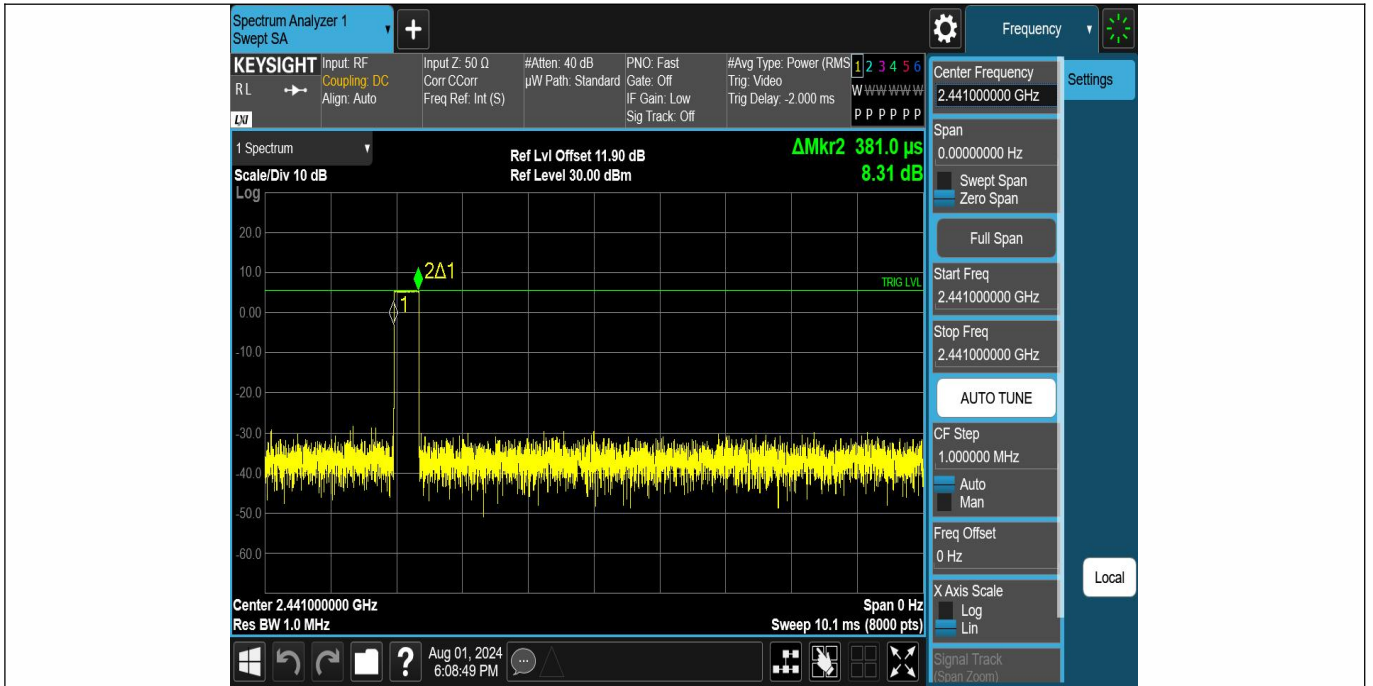 Spectrum Analyzer 1
Swept SA
+
Frequency
KEYSIGHT
RL
LXI
Input: RF
Coupling: DC
Align: Auto
Input Z: 50 Ω
Corr CCorr
Freq Ref: Int (S)
#Atten: 40 dB
µW Path: Standard
PNO: Fast
Gate: Off
IF Gain: Low
Sig Track: Off
#Avg Type: Power (RMS
Trig: Video
Trig Delay: -2.000 ms
1 2 3 4 5 6
W W W W W W
P P P P P P
1 Spectrum
Scale/Div 10 dB
Ref Lvl Offset 11.90 dB
Ref Level 30.00 dBm
ΔMkr2 381.0 µs
8.31 dB
Log
20.0
10.0
0.00
-10.0
-20.0
-30.0
-40.0
-50.0
-60.0
2Δ1
1
TRIG LVL
Center 2.441000000 GHz
Res BW 1.0 MHz
Span 0 Hz
Sweep 10.1 ms (8000 pts)
Center Frequency
2.441000000 GHz
Settings
Span
0.00000000 Hz
Swept Span
Zero Span
Full Span
Start Freq
2.441000000 GHz
Stop Freq
2.441000000 GHz
AUTO TUNE
CF Step
1.000000 MHz
Auto
Man
Freq Offset
0 Hz
X Axis Scale
Log
Lin
Signal Track
(Span Zoom)
Local
?
Aug 01, 2024
6:08:49 PM